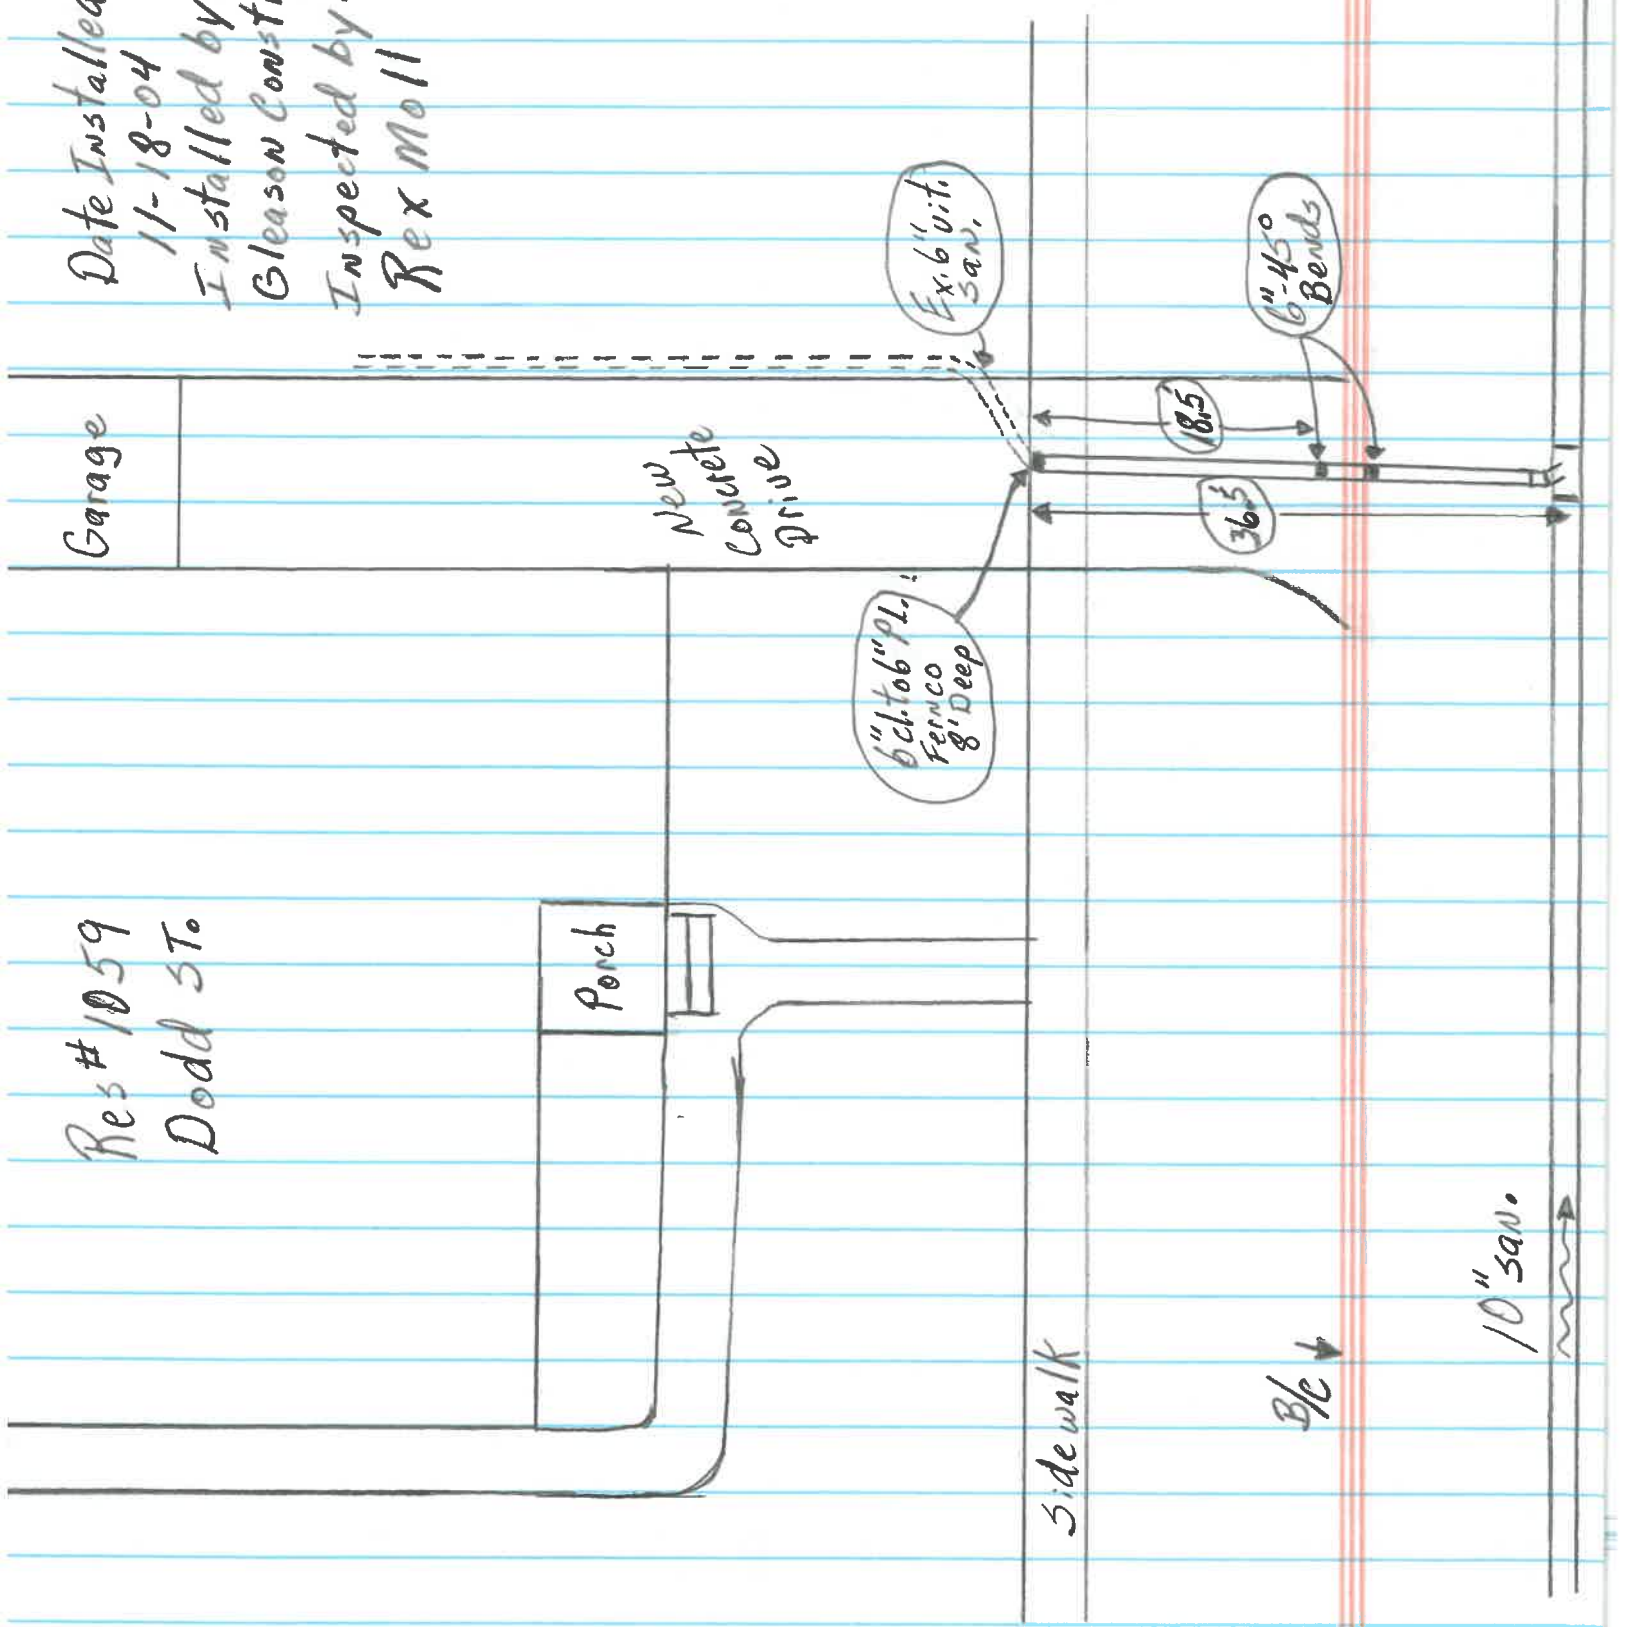 Res # 1059
Dodd ST.
Garage
Date Installed
11-18-04
Installed by
Gleason Const
Inspected by
Rex Moll
Porch
New
Concrete
Drive
6" cl. to 6" PL.
Fernco
8' Deep
Ex. 6" vit.
san.
Sidewalk
18.5'
36.5'
6"-45°
Bends
B/C
10" san.